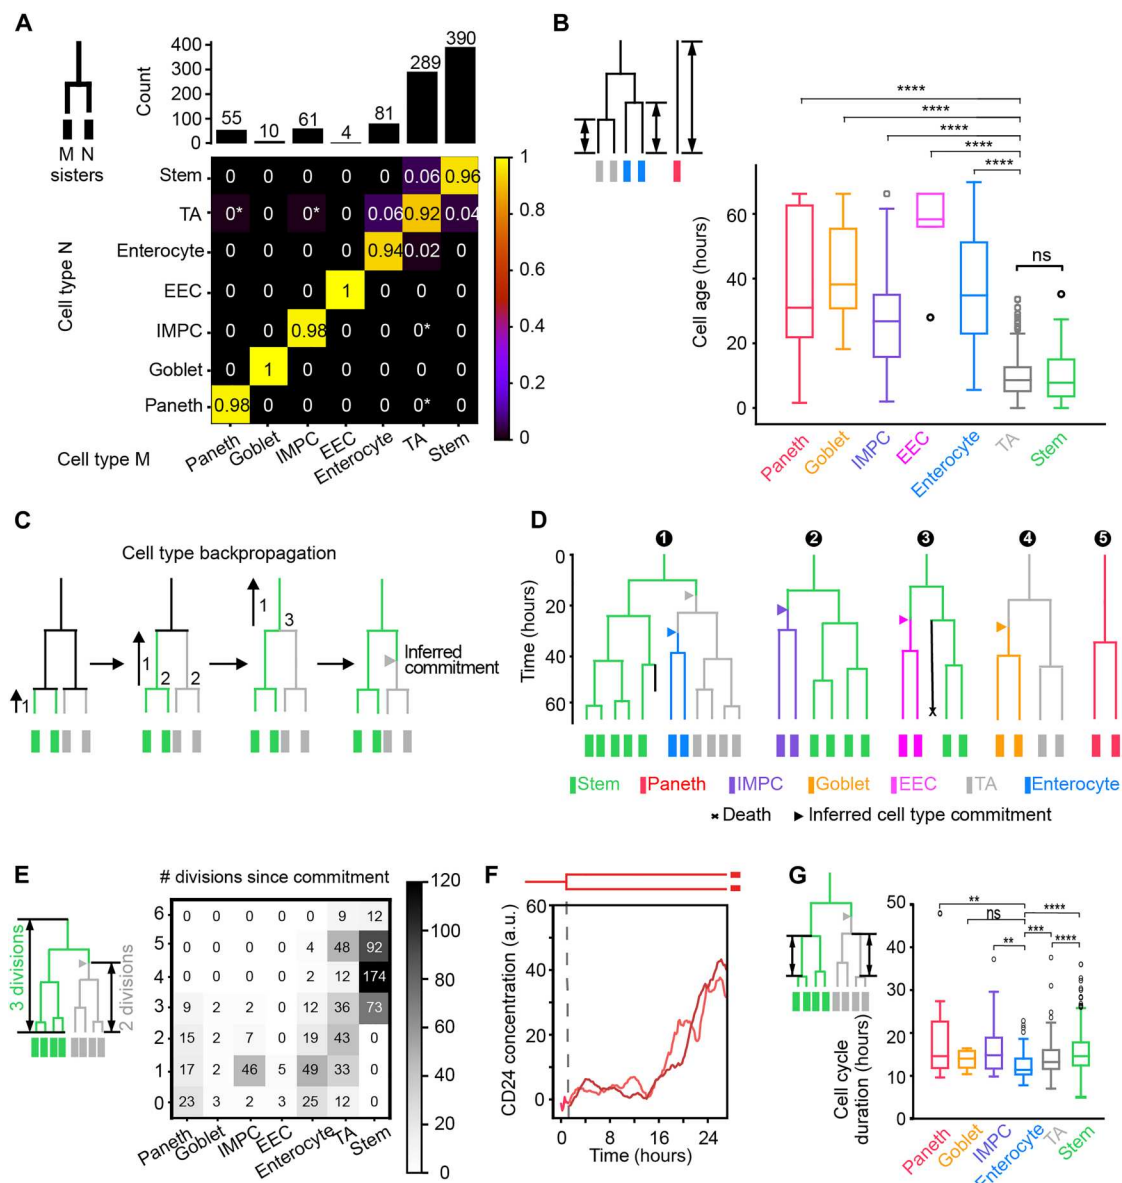 A
M N
sisters
Count
400
300
200
100
0
55
10
61
4
81
289
390
Cell type N
Stem 0 0 0 0 0 0.06 0.96
TA 0* 0 0* 0 0.06 0.92 0.04
Enterocyte 0 0 0 0 0.94 0.02 0
EEC 0 0 0 1 0 0 0
IMPC 0 0 0.98 0 0 0* 0
Goblet 0 1 0 0 0 0 0
Paneth 0.98 0 0 0 0 0* 0
Cell type M
Paneth
Goblet
IMPC
EEC
Enterocyte
TA
Stem
1
0.8
0.6
0.4
0.2
0
B
****
****
****
****
****
ns
Cell age (hours)
60
40
20
0
Paneth
Goblet
IMPC
EEC
Enterocyte
TA
Stem
C
Cell type backpropagation
1
1
2
2
1
3
Inferred
commitment
D
1
2
3
4
5
Time (hours)
0
20
40
60
x
Stem
Paneth
IMPC
Goblet
EEC
TA
Enterocyte
Death
Inferred cell type commitment
E
3 divisions
2 divisions
# divisions since commitment
6 0 0 0 0 0 9 12
5 0 0 0 0 4 48 92
4 0 0 0 0 2 12 174
3 9 2 2 0 12 36 73
2 15 2 7 0 19 43 0
1 17 2 46 5 49 33 0
0 23 3 2 3 25 12 0
Paneth
Goblet
IMPC
EEC
Enterocyte
TA
Stem
120
100
80
60
40
20
0
F
CD24 concentration (a.u.)
60
40
20
0
0 8 16 24
Time (hours)
G
Cell cycle
duration (hours)
50
40
30
20
10
0
**
ns
**
****
***
****
Paneth
Goblet
IMPC
Enterocyte
TA
Stem